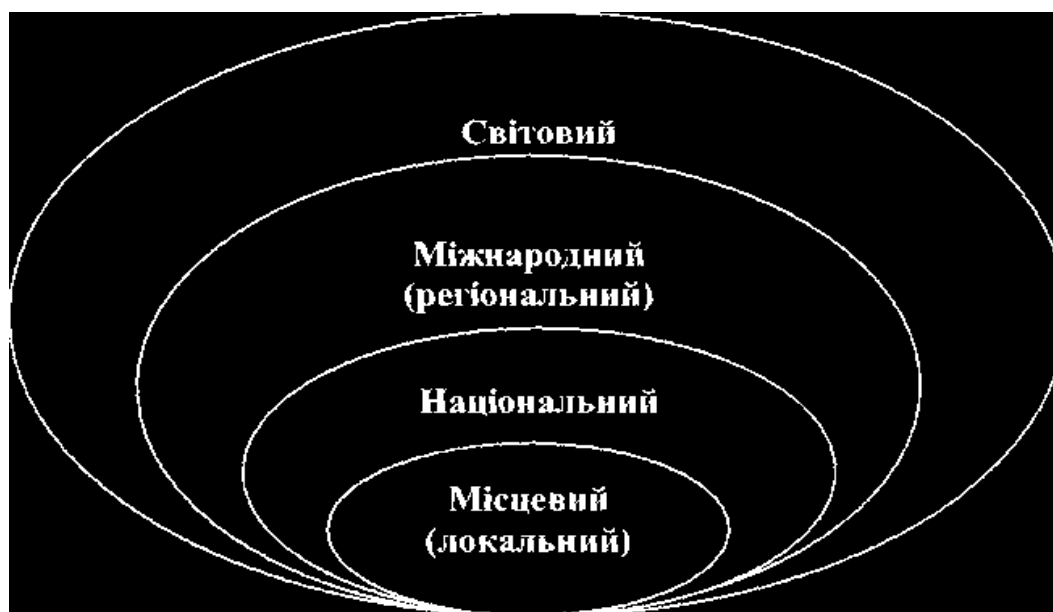 Світовий
Міжнародний
(регіональний)
Національний
Місцевий
(локальний)